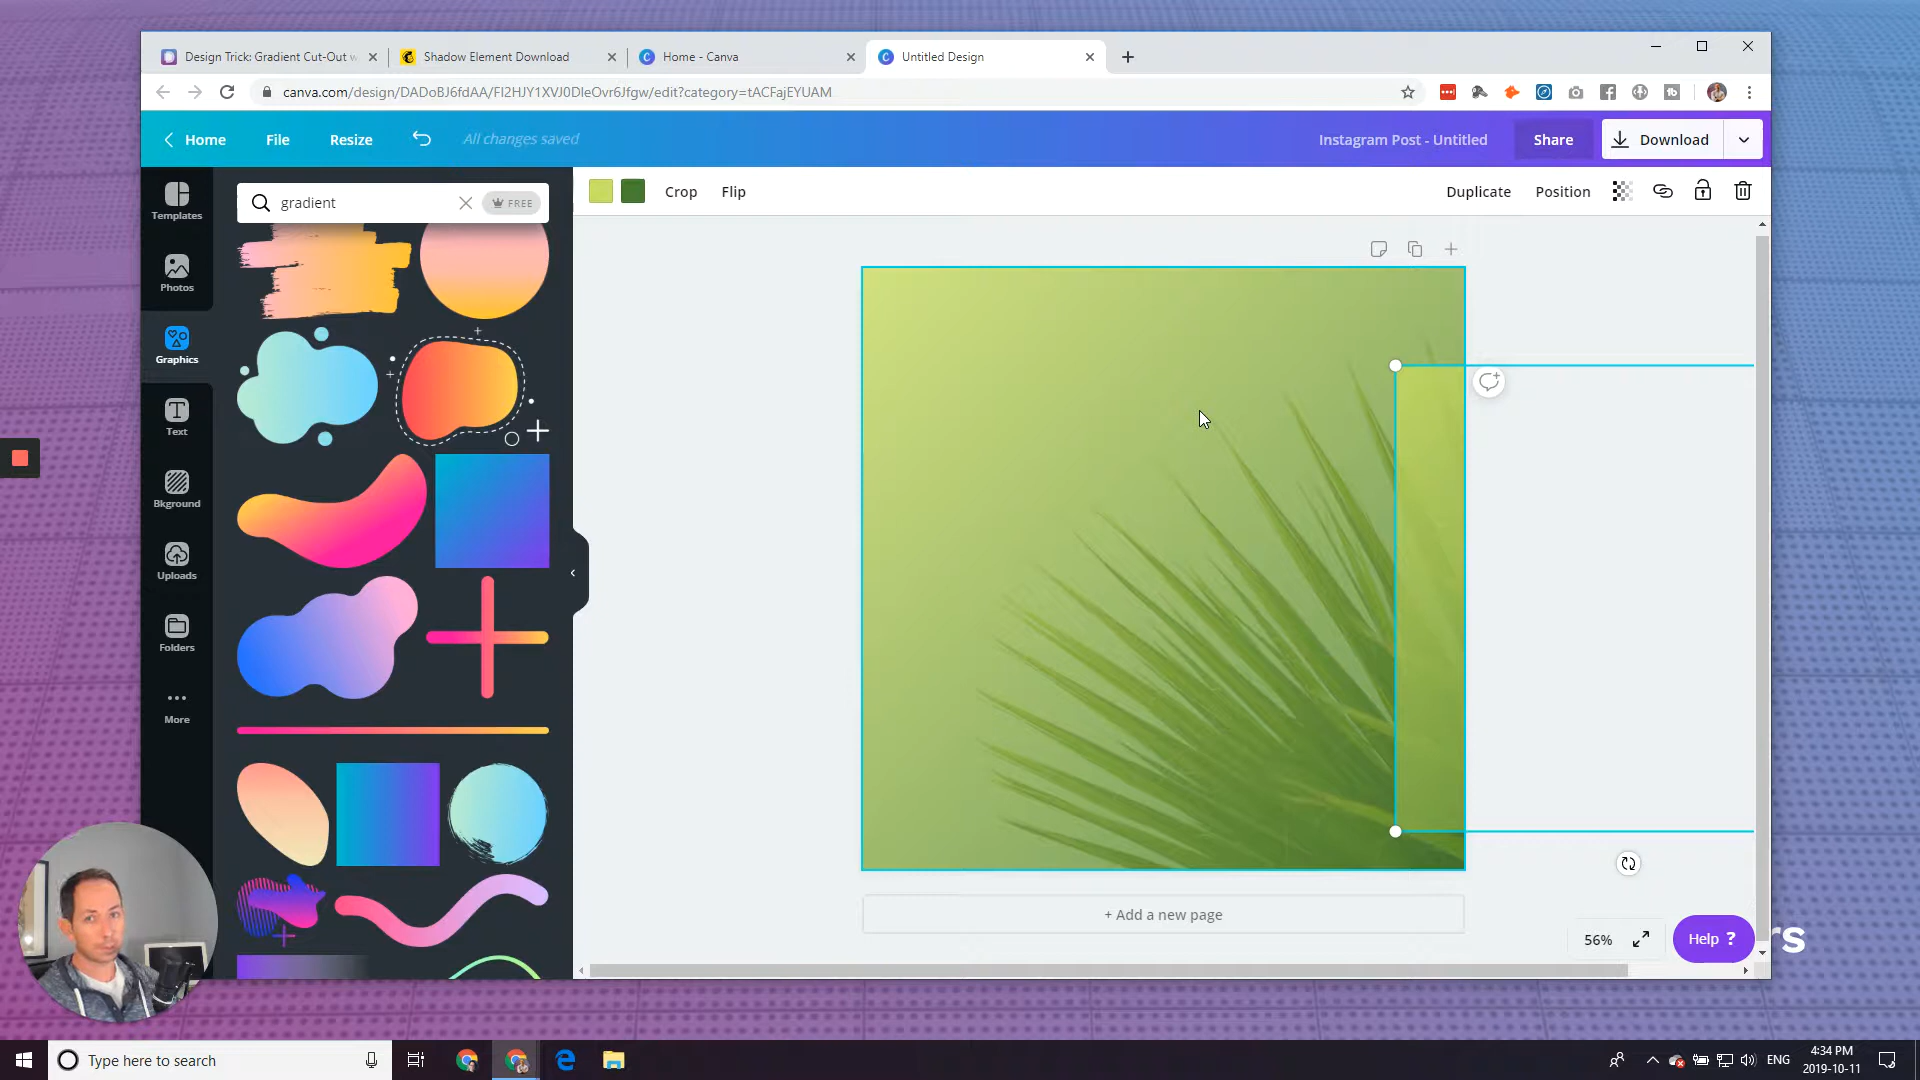 Design Trick: Gradient Cut-Out w
Shadow Element Download
Home - Canva
Untitled Design
canva.com/design/DADoBJ6fdAA/FI2HJY1XVJ0DleOvr6Jfgw/edit?category=tACFajEYUAM
Home
File
Resize
All changes saved
Instagram Post - Untitled
Share
Download
Templates
gradient
FREE
Crop
Flip
Duplicate
Position
Photos
Graphics
Text
Bkground
Uploads
Folders
More
+ Add a new page
56%
Help ?
rs
Type here to search
ENG
4:34 PM
2019-10-11